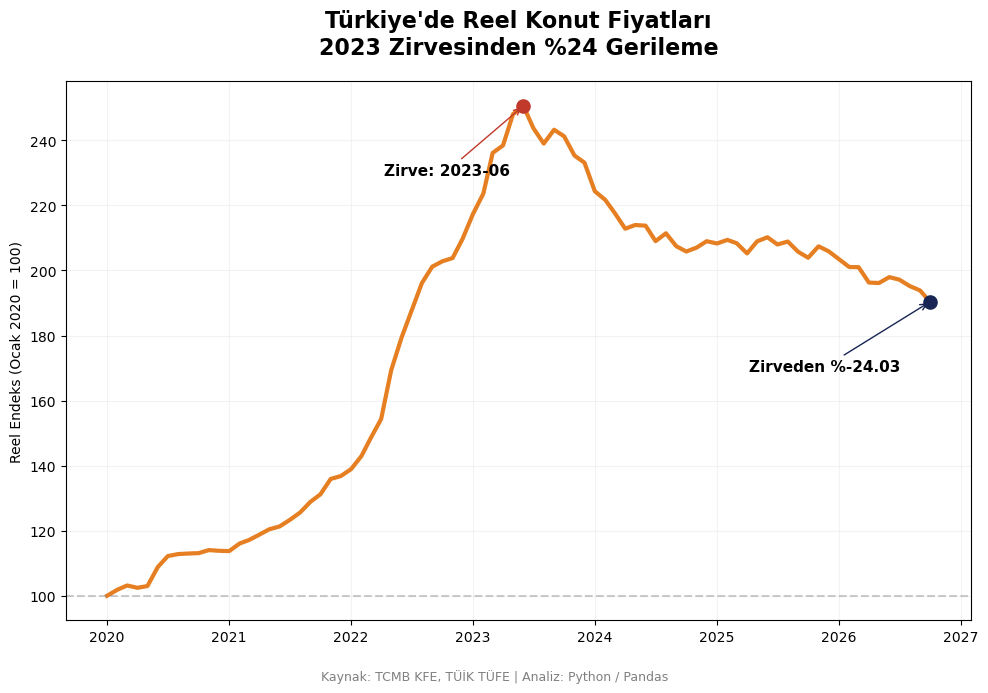 Türkiye'de Reel Konut Fiyatları
2023 Zirvesinden %24 Gerileme
Reel Endeks (Ocak 2020 = 100)
240
220
200
180
160
140
120
100
Zirve: 2023-06
Zirveden %-24.03
2020 2021 2022 2023 2024 2025 2026 2027
Kaynak: TCMB KFE, TÜİK TÜFE | Analiz: Python / Pandas